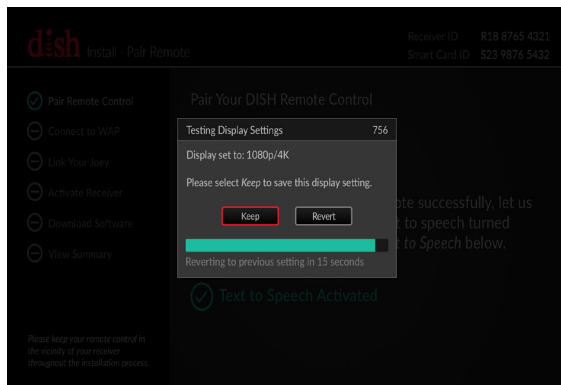 dish Install - Pair Remote
Receiver ID R18 8765 4321
Smart Card ID S23 9876 5432
Pair Remote Control
Connect to WAP
Link Your Joey
Activate Receiver
Download Software
View Summary
Please keep your remote control in
the vicinity of your receiver
throughout the installation process.
Pair Your DISH Remote Control
Testing Display Settings 756
Display set to: 1080p/4K
Please select Keep to save this display setting.
Keep Revert
Reverting to previous setting in 15 seconds
ote successfully, let us
to speech turned
to Speech below.
Text to Speech Activated